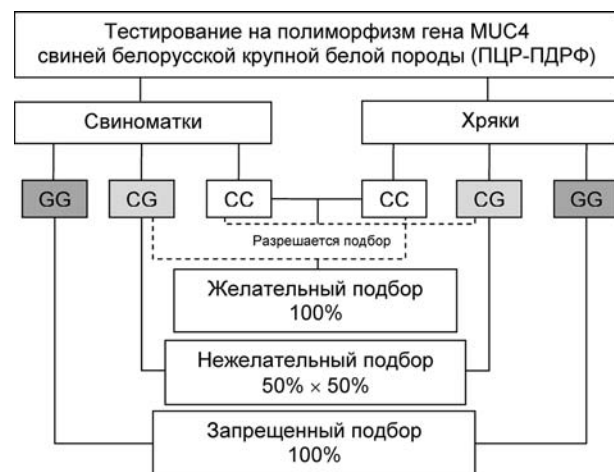 Тестирование на полиморфизм гена MUC4
свиней белорусской крупной белой породы (ПЦР-ПДРФ)
Свиноматки
Хряки
GG
CG
CC
CC
CG
GG
Разрешается подбор
Желательный подбор
100%
Нежелательный подбор
50% × 50%
Запрещенный подбор
100%